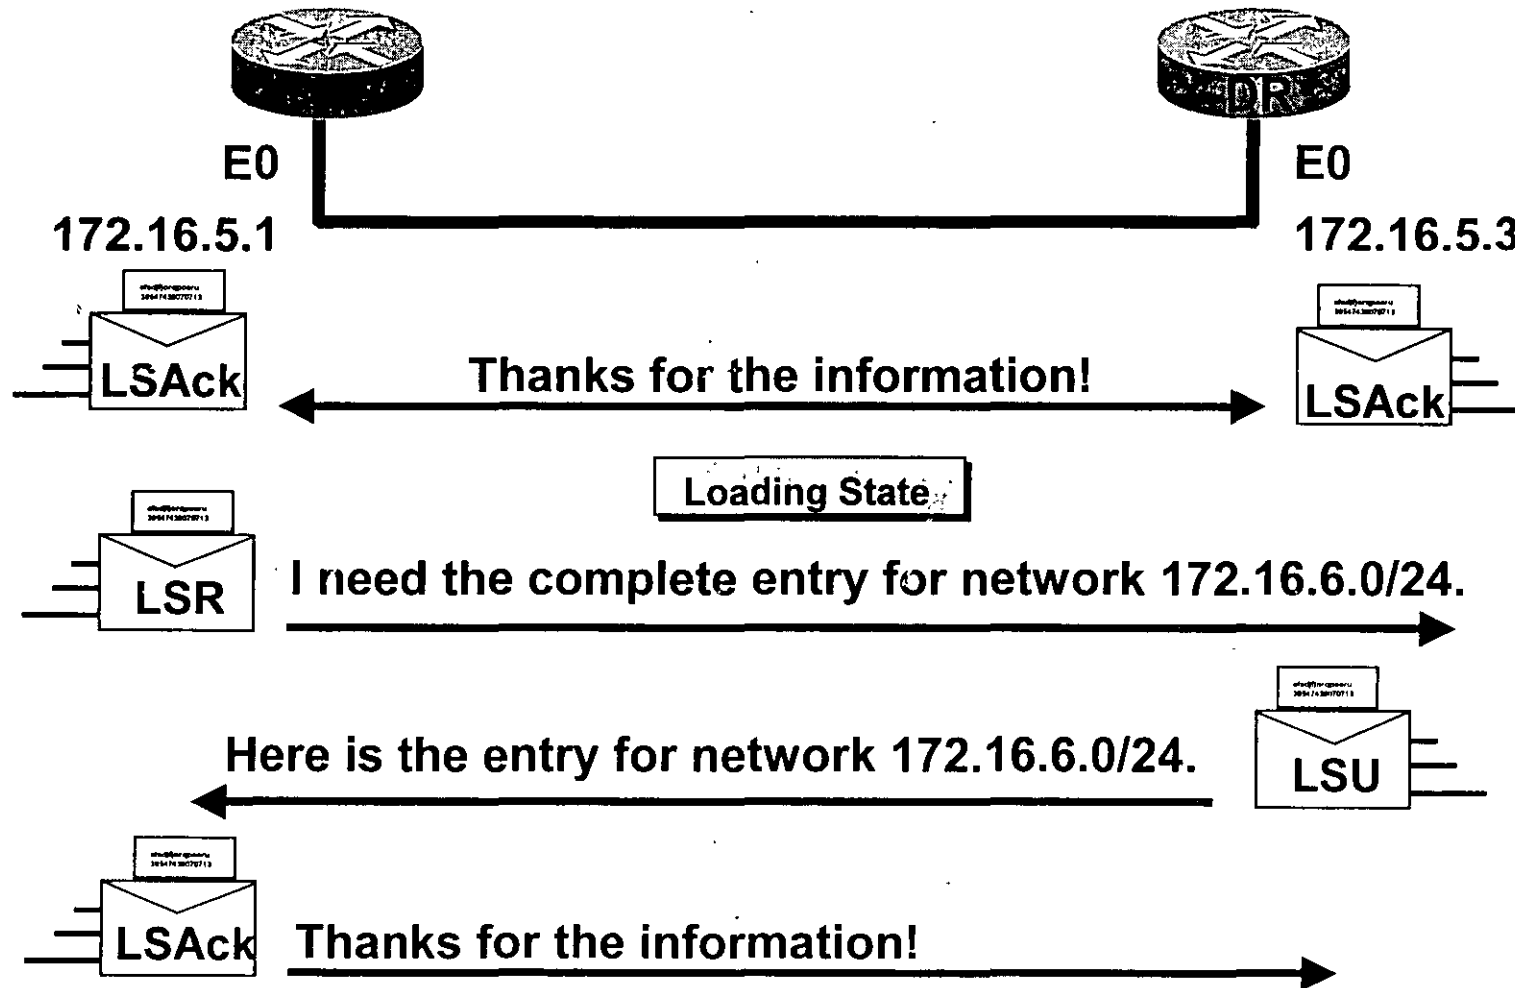 DR
E0
E0
172.16.5.1
172.16.5.3
LSAck
Thanks for the information!
LSAck
Loading State
LSR
I need the complete entry for network 172.16.6.0/24.
Here is the entry for network 172.16.6.0/24.
LSU
LSAck
Thanks for the information!